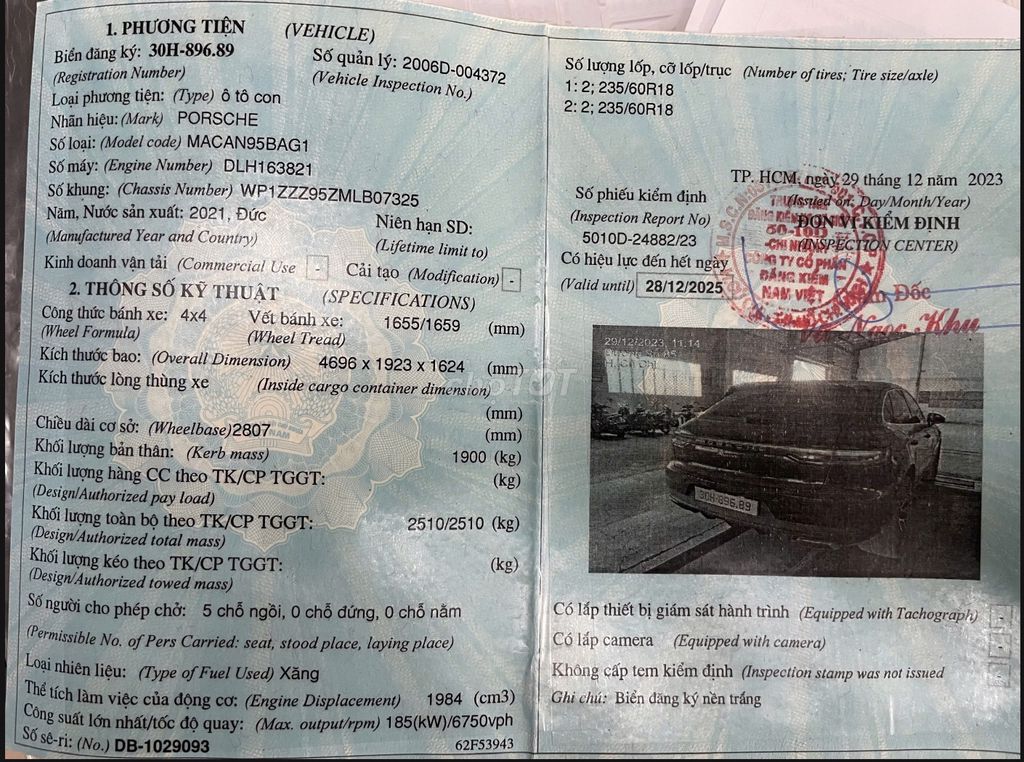 1. PHƯƠNG TIỆN (VEHICLE)
Biển đăng ký: 30H-896.89
(Registration Number)
Số quản lý: 2006D-004372
(Vehicle Inspection No.)
Loại phương tiện: (Type) ô tô con
Nhãn hiệu: (Mark) PORSCHE
Số loại: (Model code) MACAN95BAG1
Số máy: (Engine Number) DLH163821
Số khung: (Chassis Number) WP1ZZZ95ZMLB07325
Năm, Nước sản xuất: 2021, Đức
(Manufactured Year and Country)
Niên hạn SD:
(Lifetime limit to)
Kinh doanh vận tải (Commercial Use - Cải tạo (Modification) -
2. THÔNG SỐ KỸ THUẬT (SPECIFICATIONS)
Công thức bánh xe: 4x4
(Wheel Formula)
Vết bánh xe: 1655/1659 (mm)
(Wheel Tread)
Kích thước bao: (Overall Dimension) 4696 x 1923 x 1624 (mm)
Kích thước lòng thùng xe (Inside cargo container dimension)
(mm)
Chiều dài cơ sở: (Wheelbase)2807 (mm)
Khối lượng bản thân: (Kerb mass) 1900 (kg)
Khối lượng hàng CC theo TK/CP TGGT: (kg)
(Design/Authorized pay load)
Khối lượng toàn bộ theo TK/CP TGGT: 2510/2510 (kg)
(Design/Authorized total mass)
Khối lượng kéo theo TK/CP TGGT: (kg)
(Design/Authorized towed mass)
Số người cho phép chở: 5 chỗ ngồi, 0 chỗ đứng, 0 chỗ nằm
(Permissible No. of Pers Carried: seat, stood place, laying place)
Loại nhiên liệu: (Type of Fuel Used) Xăng
Thể tích làm việc của động cơ: (Engine Displacement) 1984 (cm3)
Công suất lớn nhất/tốc độ quay: (Max. output/rpm) 185(kW)/6750vph
Số sê-ri: (No.) DB-1029093 62F53943
Số lượng lốp, cỡ lốp/trục (Number of tires; Tire size/axle)
1: 2; 235/60R18
2: 2; 235/60R18
TP. HCM, ngày 29 tháng 12 năm 2023
(Issued on: Day/Month/Year)
Số phiếu kiểm định
(Inspection Report No)
5010D-24882/23
ĐƠN VỊ KIỂM ĐỊNH
(INSPECTION CENTER)
Có hiệu lực đến hết ngày
(Valid until) 28/12/2025
ĐĂNG KIỂM
50-10D
-CHI
CÔNG TY CỔ PHẦN
ĐĂNG KIỂM
NAM VIỆT
Đốc
Ngọc Khu
29/12/2023, 11:14
30H-896.89
Có lắp thiết bị giám sát hành trình (Equipped with Tachograph) -
Có lắp camera (Equipped with camera)
Không cấp tem kiểm định (Inspection stamp was not issued
Ghi chú: Biển đăng ký nền trắng